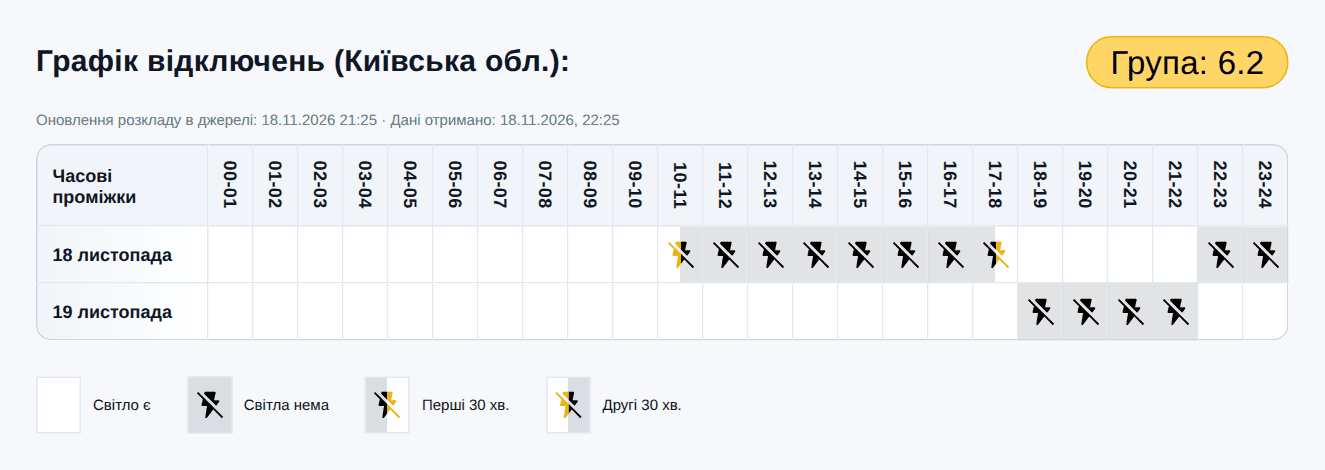 Графік відключень (Київська обл.):
Група: 6.2
Оновлення розкладу в джерелі: 18.11.2026 21:25 · Дані отримано: 18.11.2026, 22:25
Часові
проміжки
00-01 01-02 02-03 03-04 04-05 05-06 06-07 07-08 08-09 09-10 10-11 11-12 12-13 13-14 14-15 15-16 16-17 17-18 18-19 19-20 20-21 21-22 22-23 23-24
18 листопада
19 листопада
Світло є Світла нема Перші 30 хв. Другі 30 хв.